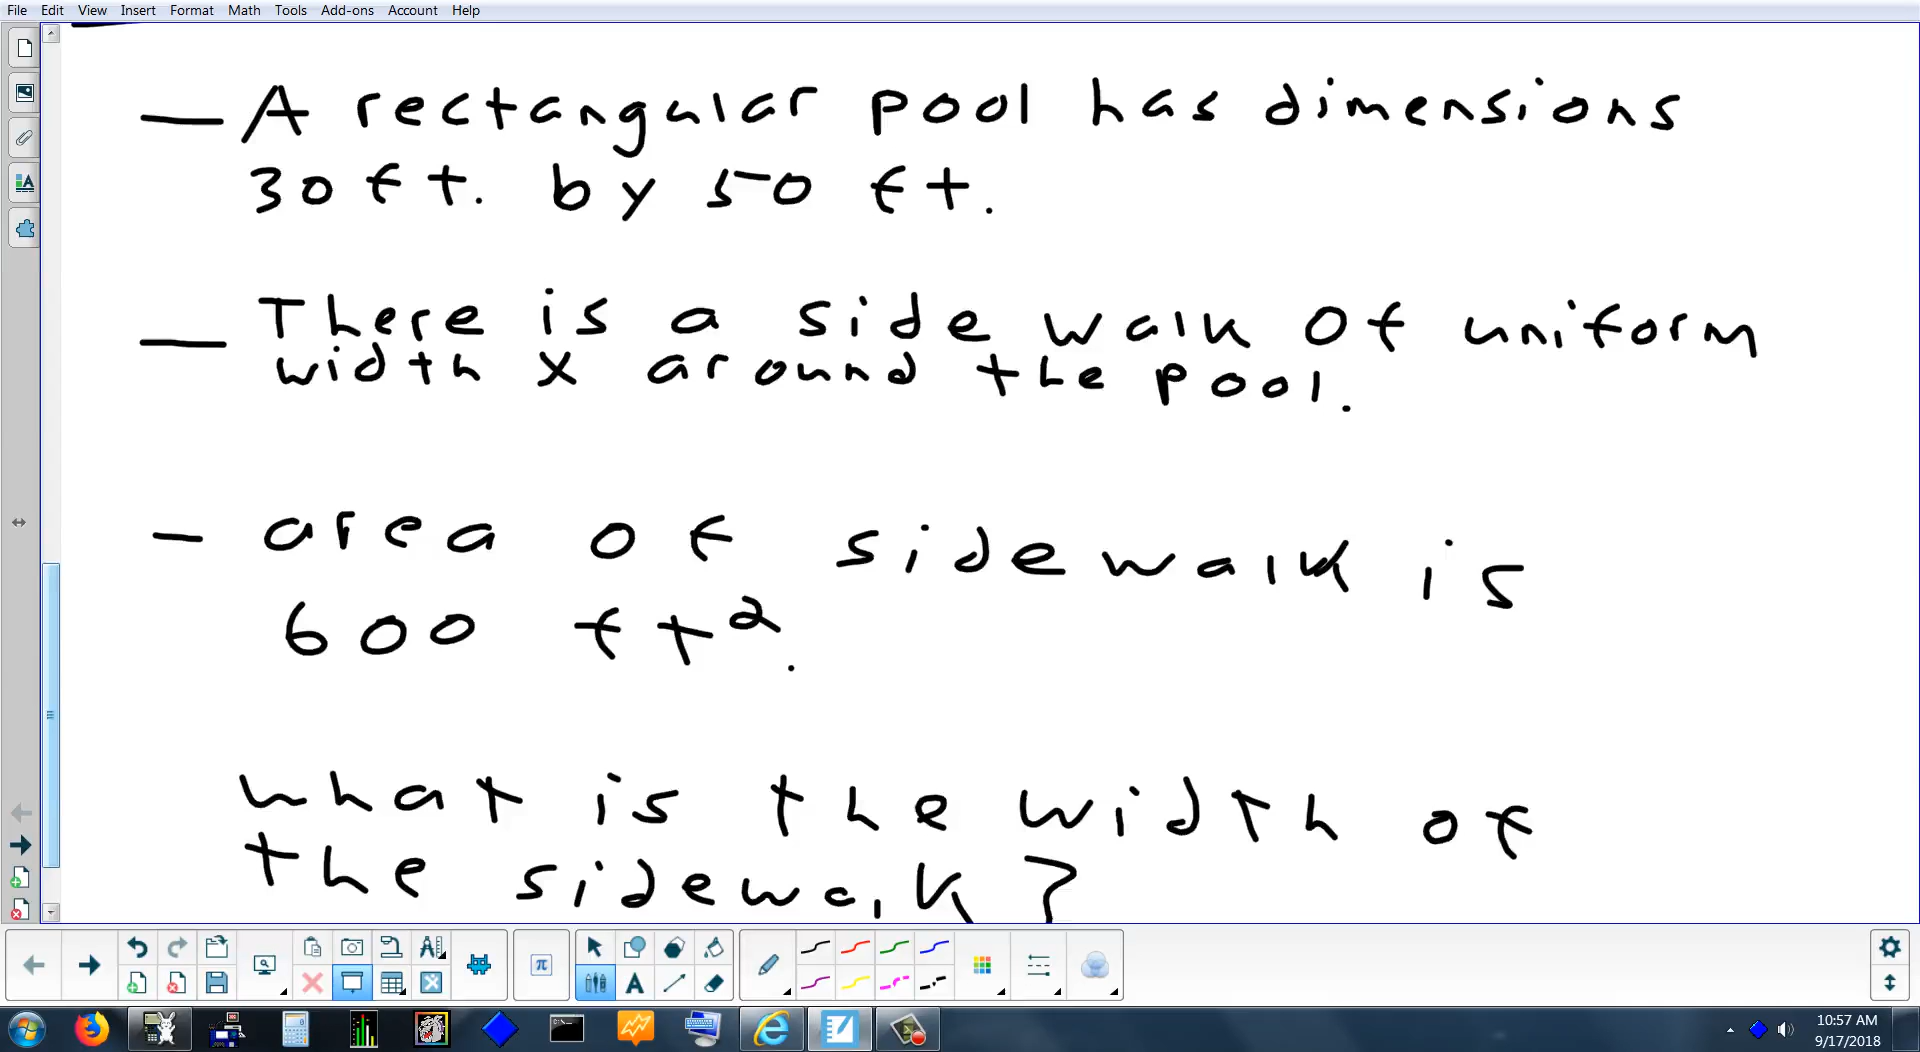 File Edit View Insert Format Math Tools Add-ons Account Help
— A rectangular pool has dimensions
30 ft. by 50 ft.
— There is a side walk of uniform
width x around the pool.
- area of sidewalk is
600 ft².
what is the width of
the sidewalk?
π
A
10:57 AM
9/17/2018